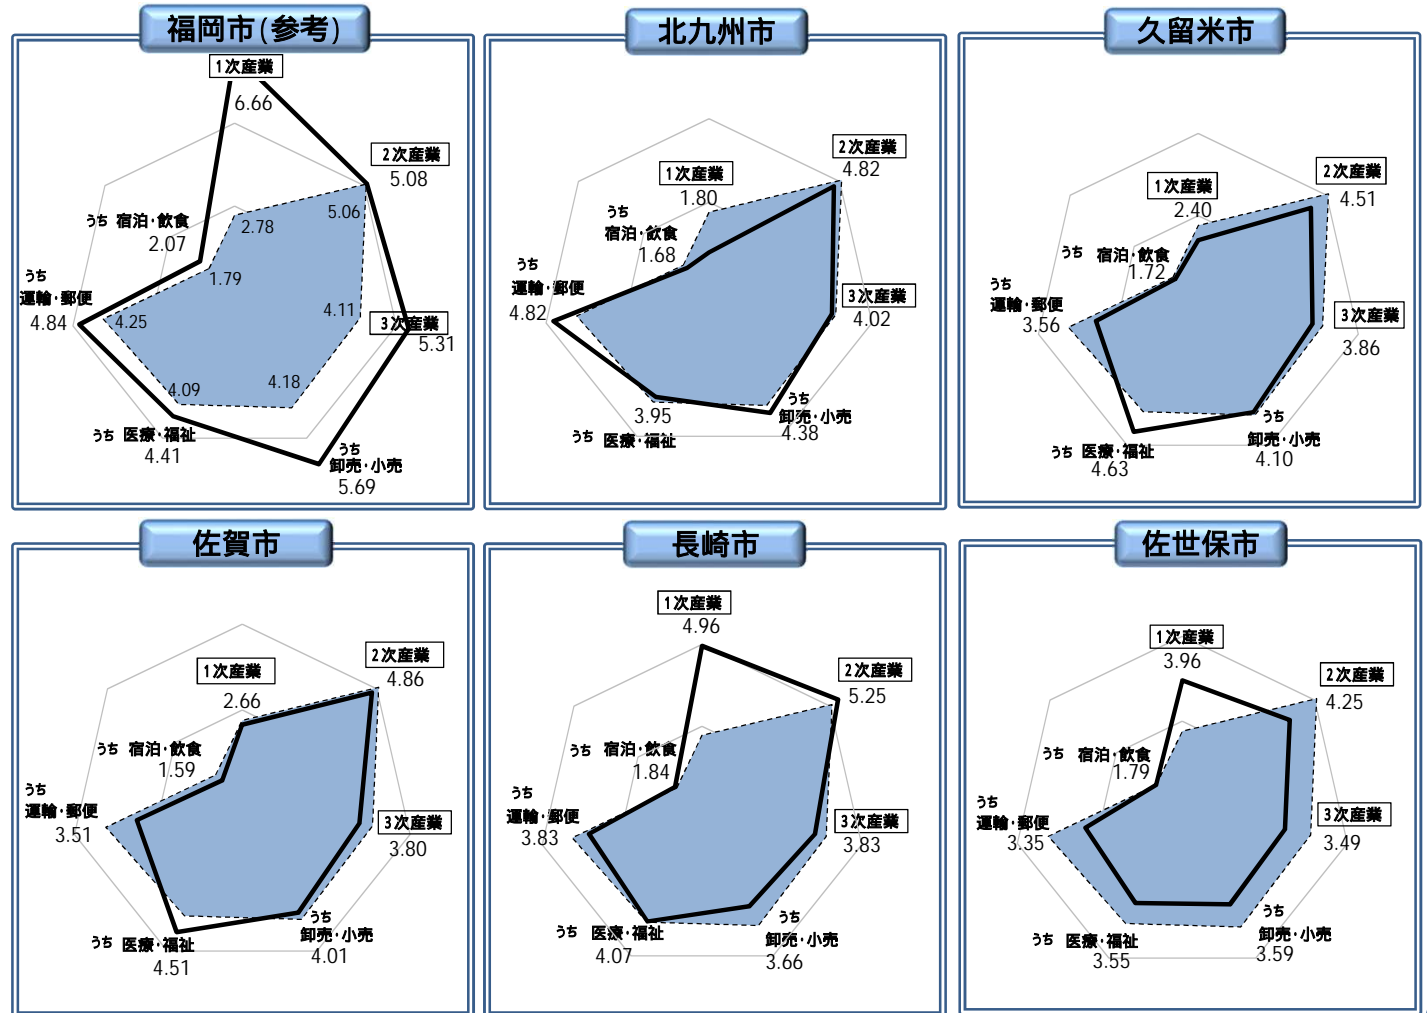 福岡市(参考)
1次産業
6.66
2次産業
5.08
5.06
2.78
うち 宿泊・飲食
2.07
1.79
うち
運輸・郵便
4.84
4.25
4.11
3次産業
5.31
4.09
4.18
うち 医療・福祉
4.41
うち
卸売・小売
5.69
北九州市
2次産業
4.82
1次産業
1.80
うち
宿泊・飲食
1.68
うち
運輸・郵便
4.82
3次産業
4.02
3.95
うち 医療・福祉
うち
卸売・小売
4.38
久留米市
2次産業
4.51
1次産業
2.40
うち 宿泊・飲食
1.72
うち
運輸・郵便
3.56
3次産業
3.86
うち 医療・福祉
4.63
うち
卸売・小売
4.10
佐賀市
2次産業
4.86
1次産業
2.66
うち 宿泊・飲食
1.59
うち
運輸・郵便
3.51
3次産業
3.80
うち 医療・福祉
4.51
うち
卸売・小売
4.01
長崎市
1次産業
4.96
2次産業
5.25
うち 宿泊・飲食
1.84
うち
運輸・郵便
3.83
3次産業
3.83
うち 医療・福祉
4.07
うち
卸売・小売
3.66
佐世保市
1次産業
3.96
2次産業
4.25
うち 宿泊・飲食
1.79
うち
運輸・郵便
3.35
3次産業
3.49
うち 医療・福祉
3.55
うち
卸売・小売
3.59